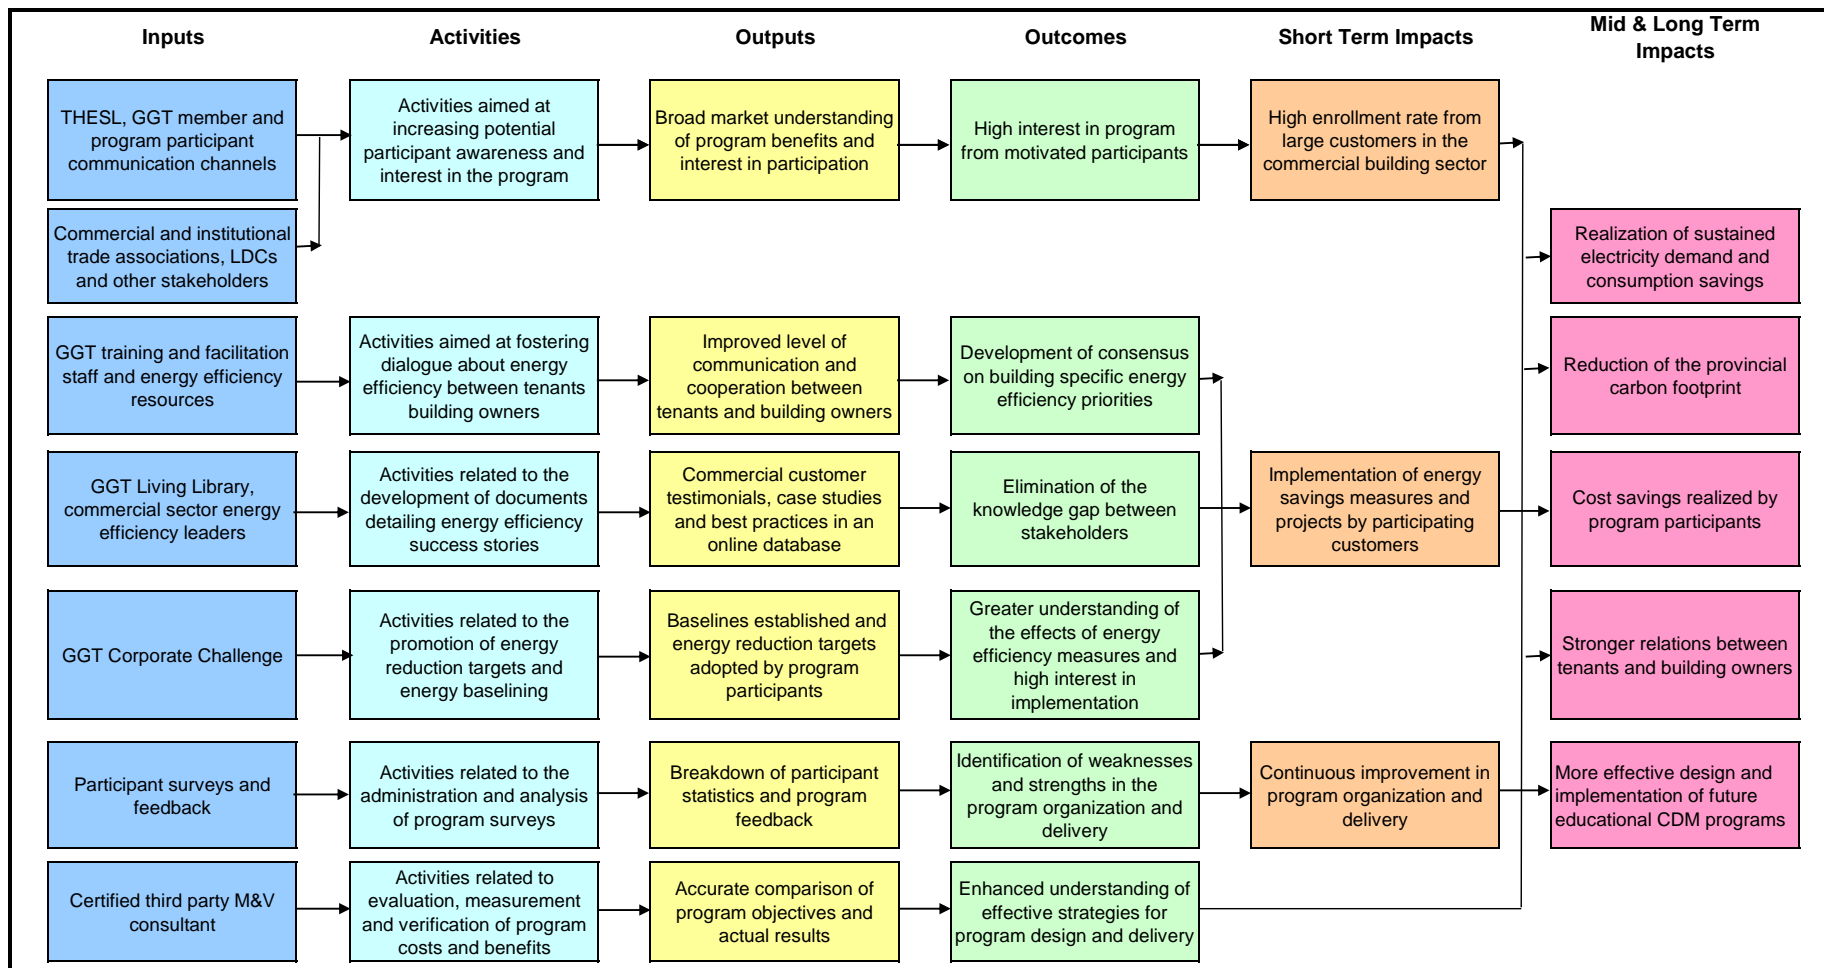 Inputs
Activities
Outputs
Outcomes
Short Term Impacts
Mid & Long Term
Impacts
THESL, GGT member and
program participant
communication channels
Activities aimed at
increasing potential
participant awareness and
interest in the program
Broad market understanding
of program benefits and
interest in participation
High interest in program
from motivated participants
High enrollment rate from
large customers in the
commercial building sector
Commercial and institutional
trade associations, LDCs
and other stakeholders
Realization of sustained
electricity demand and
consumption savings
GGT training and facilitation
staff and energy efficiency
resources
Activities aimed at fostering
dialogue about energy
efficiency between tenants
building owners
Improved level of
communication and
cooperation between
tenants and building owners
Development of consensus
on building specific energy
efficiency priorities
Reduction of the provincial
carbon footprint
GGT Living Library,
commercial sector energy
efficiency leaders
Activities related to the
development of documents
detailing energy efficiency
success stories
Commercial customer
testimonials, case studies
and best practices in an
online database
Elimination of the
knowledge gap between
stakeholders
Implementation of energy
savings measures and
projects by participating
customers
Cost savings realized by
program participants
GGT Corporate Challenge
Activities related to the
promotion of energy
reduction targets and
energy baselining
Baselines established and
energy reduction targets
adopted by program
participants
Greater understanding of
the effects of energy
efficiency measures and
high interest in
implementation
Stronger relations between
tenants and building owners
Participant surveys and
feedback
Activities related to the
administration and analysis
of program surveys
Breakdown of participant
statistics and program
feedback
Identification of weaknesses
and strengths in the
program organization and
delivery
Continuous improvement in
program organization and
delivery
More effective design and
implementation of future
educational CDM programs
Certified third party M&V
consultant
Activities related to
evaluation, measurement
and verification of program
costs and benefits
Accurate comparison of
program objectives and
actual results
Enhanced understanding of
effective strategies for
program design and delivery